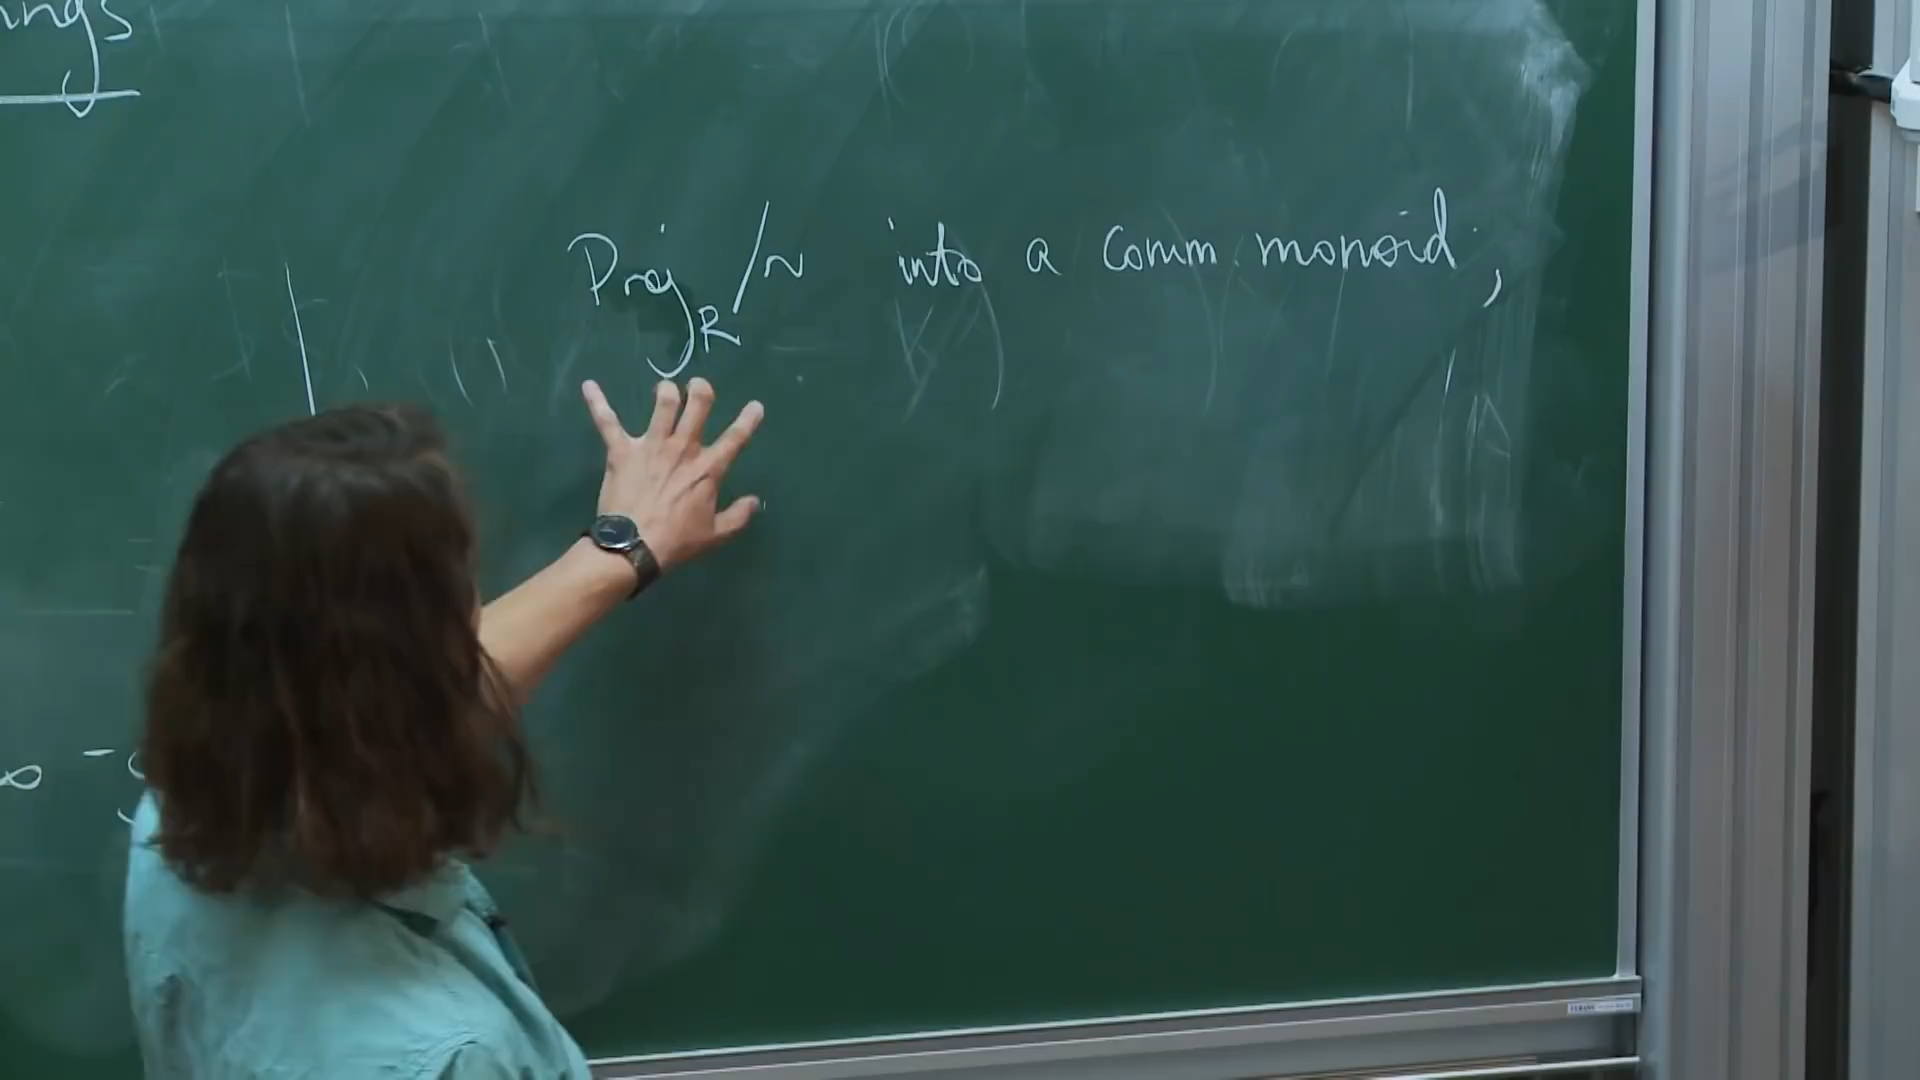 ings
Proj_R/~ into a comm. monoid,
∞